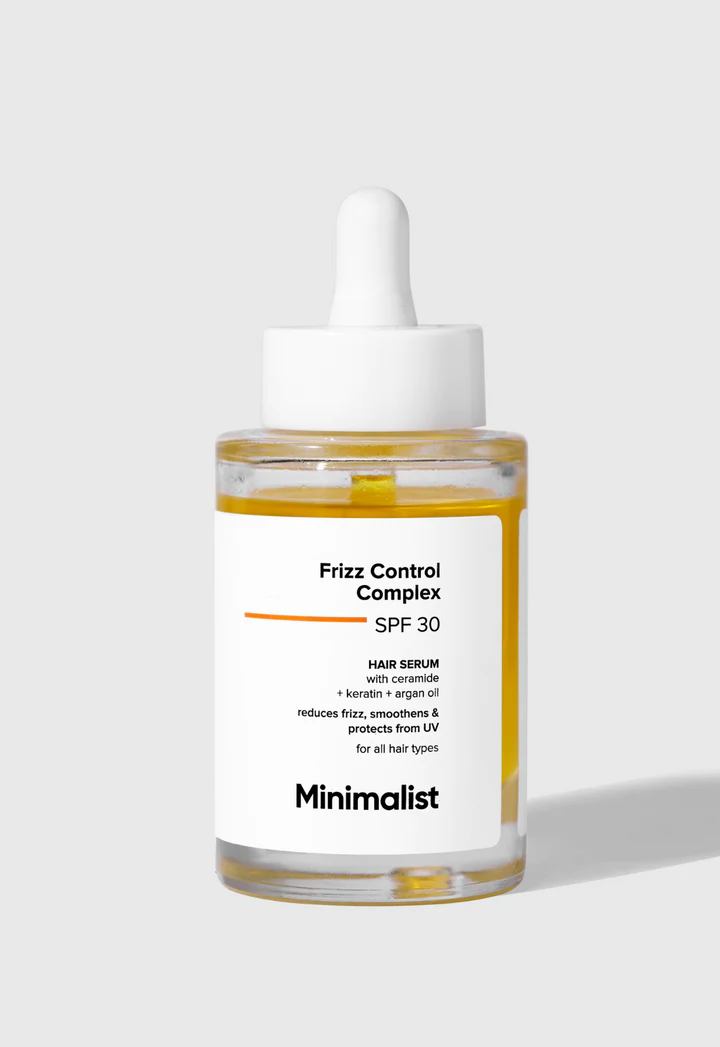 Frizz Control
Complex
SPF 30
HAIR SERUM
with ceramide
+ keratin + argan oil
reduces frizz, smoothens &
protects from UV
for all hair types
Minimalist